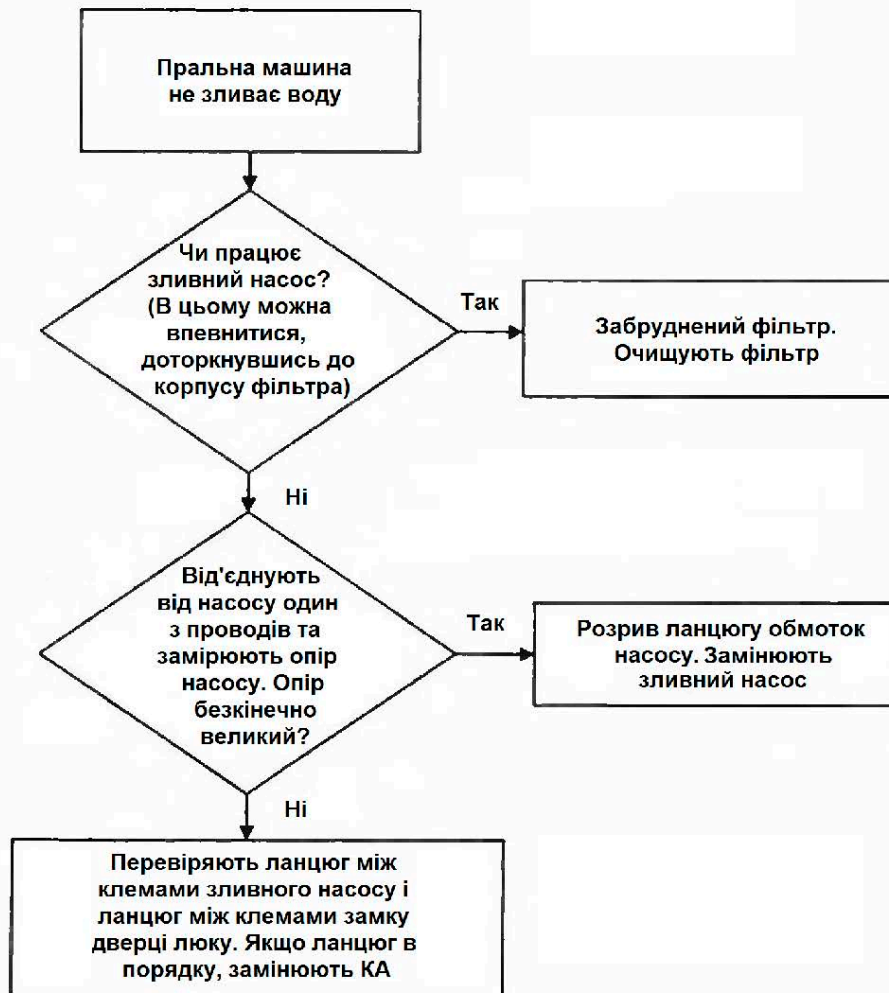 Пральна машина
не зливає воду
Чи працює
зливний насос?
(В цьому можна
впевнитися,
доторкнувшись до
корпусу фільтра)
Так
Забруднений фільтр.
Очищують фільтр
Ні
Від'єднують
від насосу один
з проводів та
замірюють опір
насосу. Опір
безкінечно
великий?
Так
Розрив ланцюгу обмоток
насосу. Замінюють
зливний насос
Ні
Перевіряють ланцюг між
клемами зливного насосу і
ланцюг між клемами замку
дверці люку. Якщо ланцюг в
порядку, замінюють КА